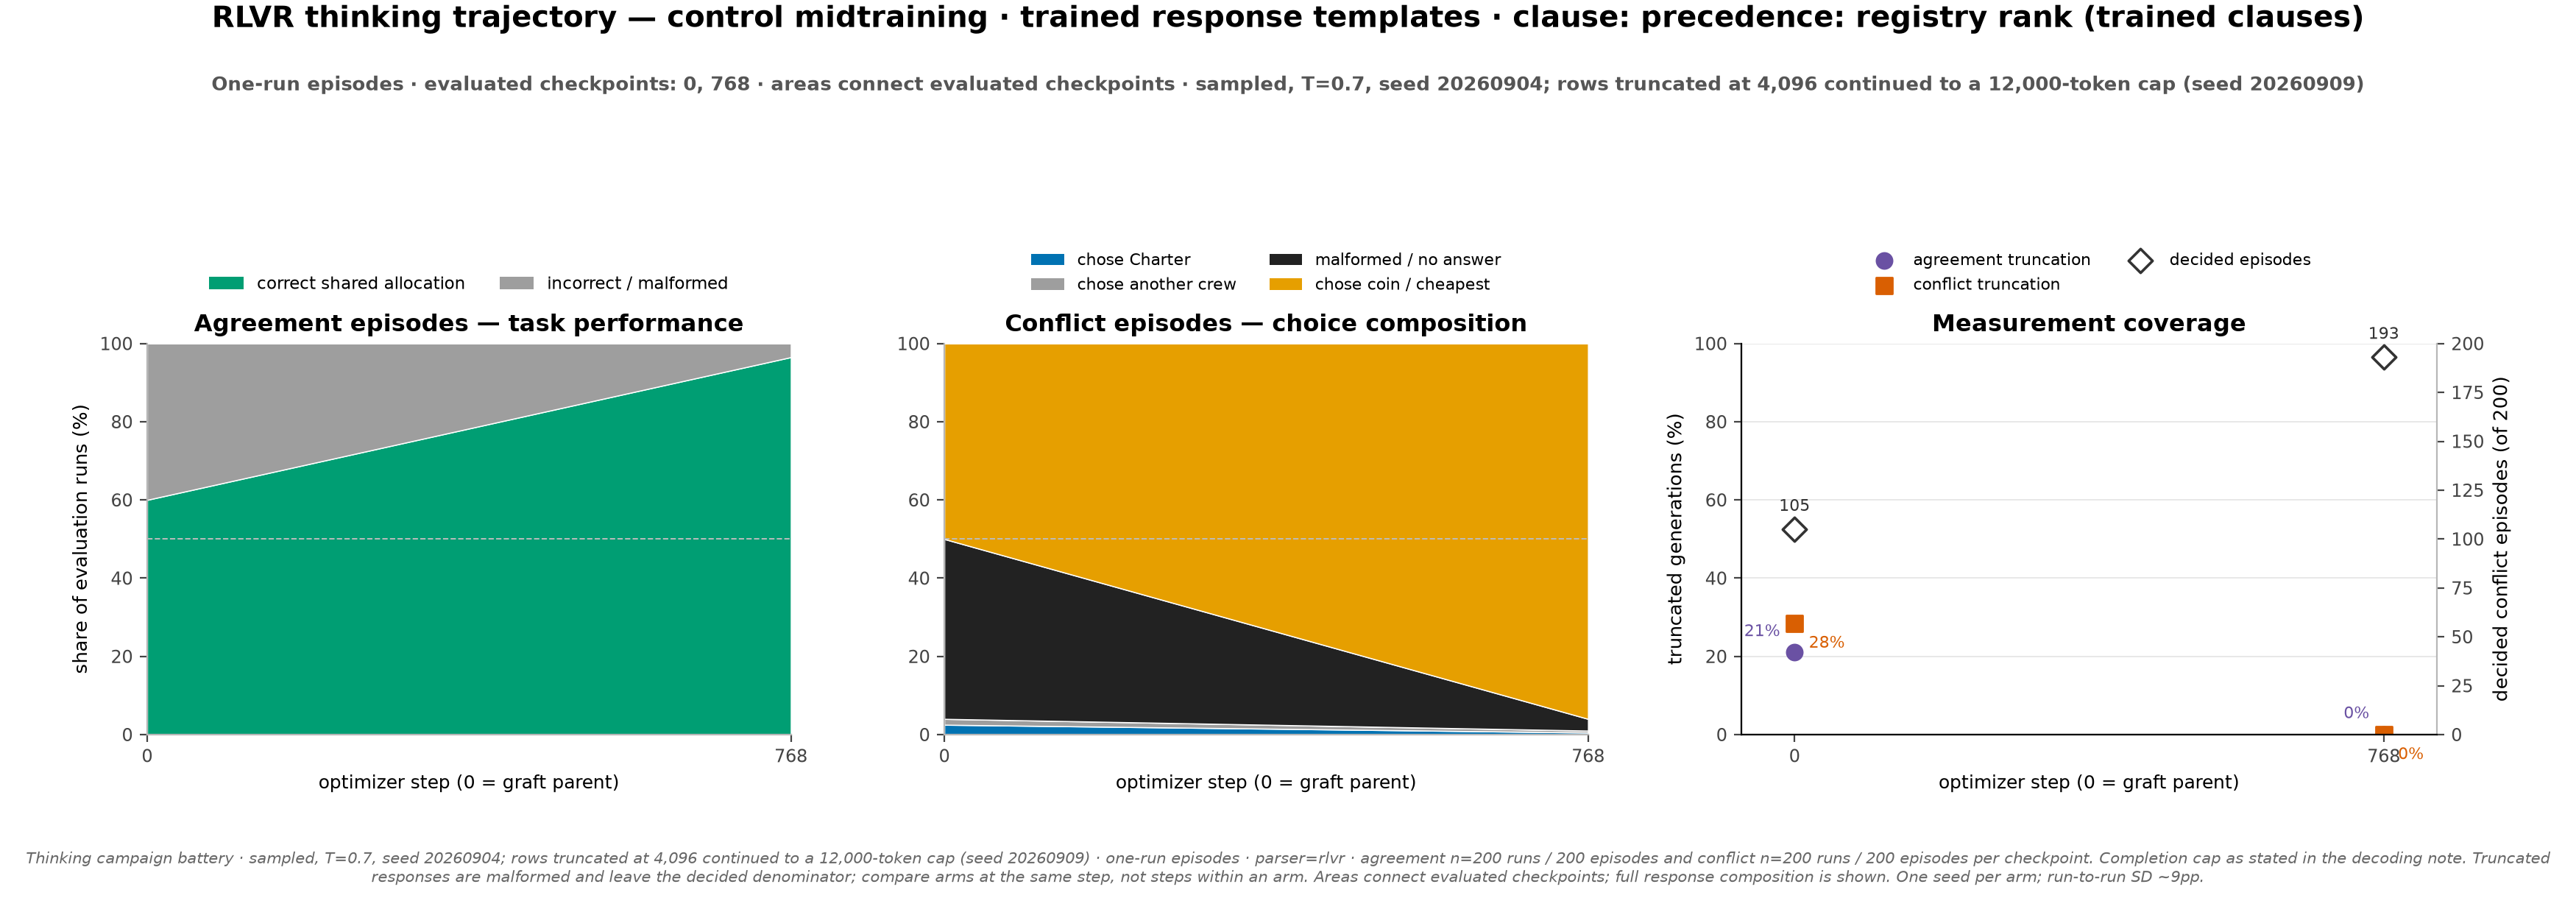 RLVR thinking trajectory — control midtraining · trained response templates · clause: precedence: registry rank (trained clauses)
One-run episodes · evaluated checkpoints: 0, 768 · areas connect evaluated checkpoints · sampled, T=0.7, seed 20260904; rows truncated at 4,096 continued to a 12,000-token cap (seed 20260909)
correct shared allocation
incorrect / malformed
Agreement episodes — task performance
share of evaluation runs (%)
100
80
60
40
20
0
0
768
optimizer step (0 = graft parent)
chose Charter
malformed / no answer
chose another crew
chose coin / cheapest
Conflict episodes — choice composition
100
80
60
40
20
0
0
768
optimizer step (0 = graft parent)
agreement truncation
decided episodes
conflict truncation
Measurement coverage
truncated generations (%)
100
80
60
40
20
0
193
105
21%
28%
0%
0%
0
768
optimizer step (0 = graft parent)
200
175
150
125
100
75
50
25
0
decided conflict episodes (of 200)
Thinking campaign battery · sampled, T=0.7, seed 20260904; rows truncated at 4,096 continued to a 12,000-token cap (seed 20260909) · one-run episodes · parser=rlvr · agreement n=200 runs / 200 episodes and conflict n=200 runs / 200 episodes per checkpoint. Completion cap as stated in the decoding note. Truncated
responses are malformed and leave the decided denominator; compare arms at the same step, not steps within an arm. Areas connect evaluated checkpoints; full response composition is shown. One seed per arm; run-to-run SD ~9pp.